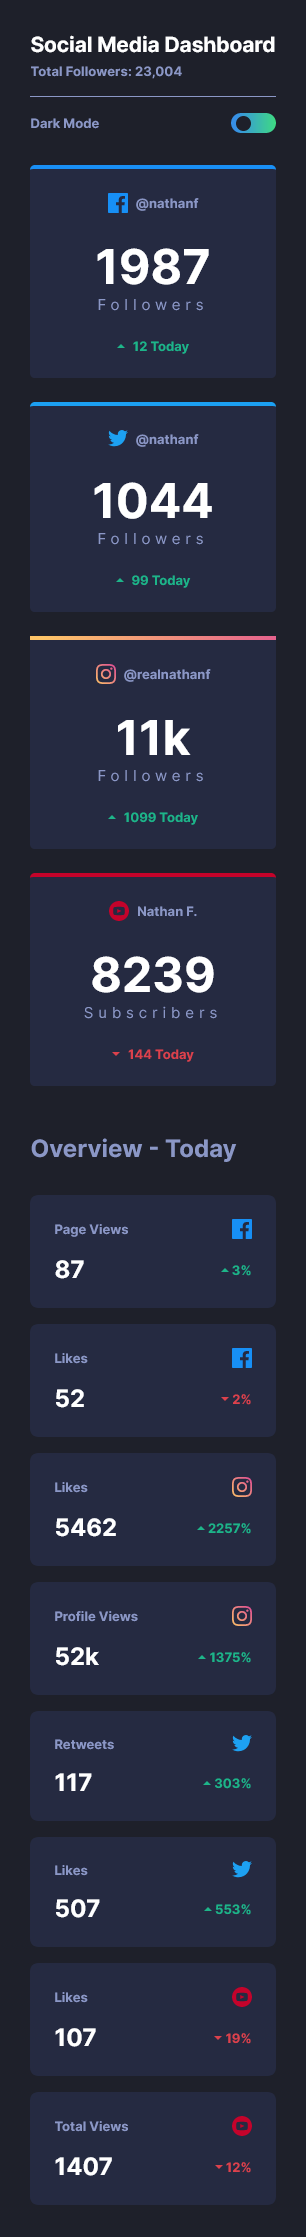 Social Media Dashboard
Total Followers: 23,004
Dark Mode
@nathanf
1987
Followers
12 Today
@nathanf
1044
Followers
99 Today
@realnathanf
11k
Followers
1099 Today
Nathan F.
8239
Subscribers
144 Today
Overview - Today
Page Views
87
3%
Likes
52
2%
Likes
5462
2257%
Profile Views
52k
1375%
Retweets
117
303%
Likes
507
553%
Likes
107
19%
Total Views
1407
12%